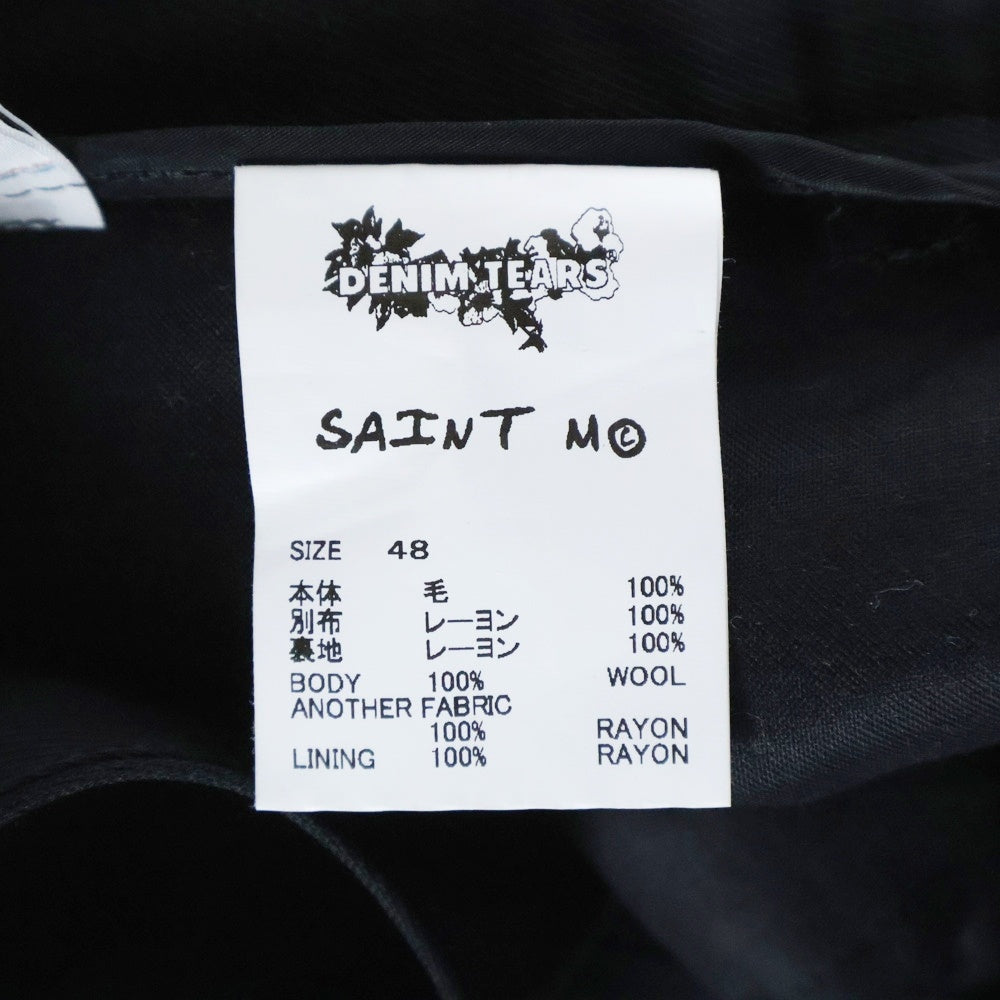 DENIM TEARS
SAINT M©
SIZE 48
本体 毛 100%
別布 レーヨン 100%
裏地 レーヨン 100%
BODY 100% WOOL
ANOTHER FABRIC
100% RAYON
LINING 100% RAYON